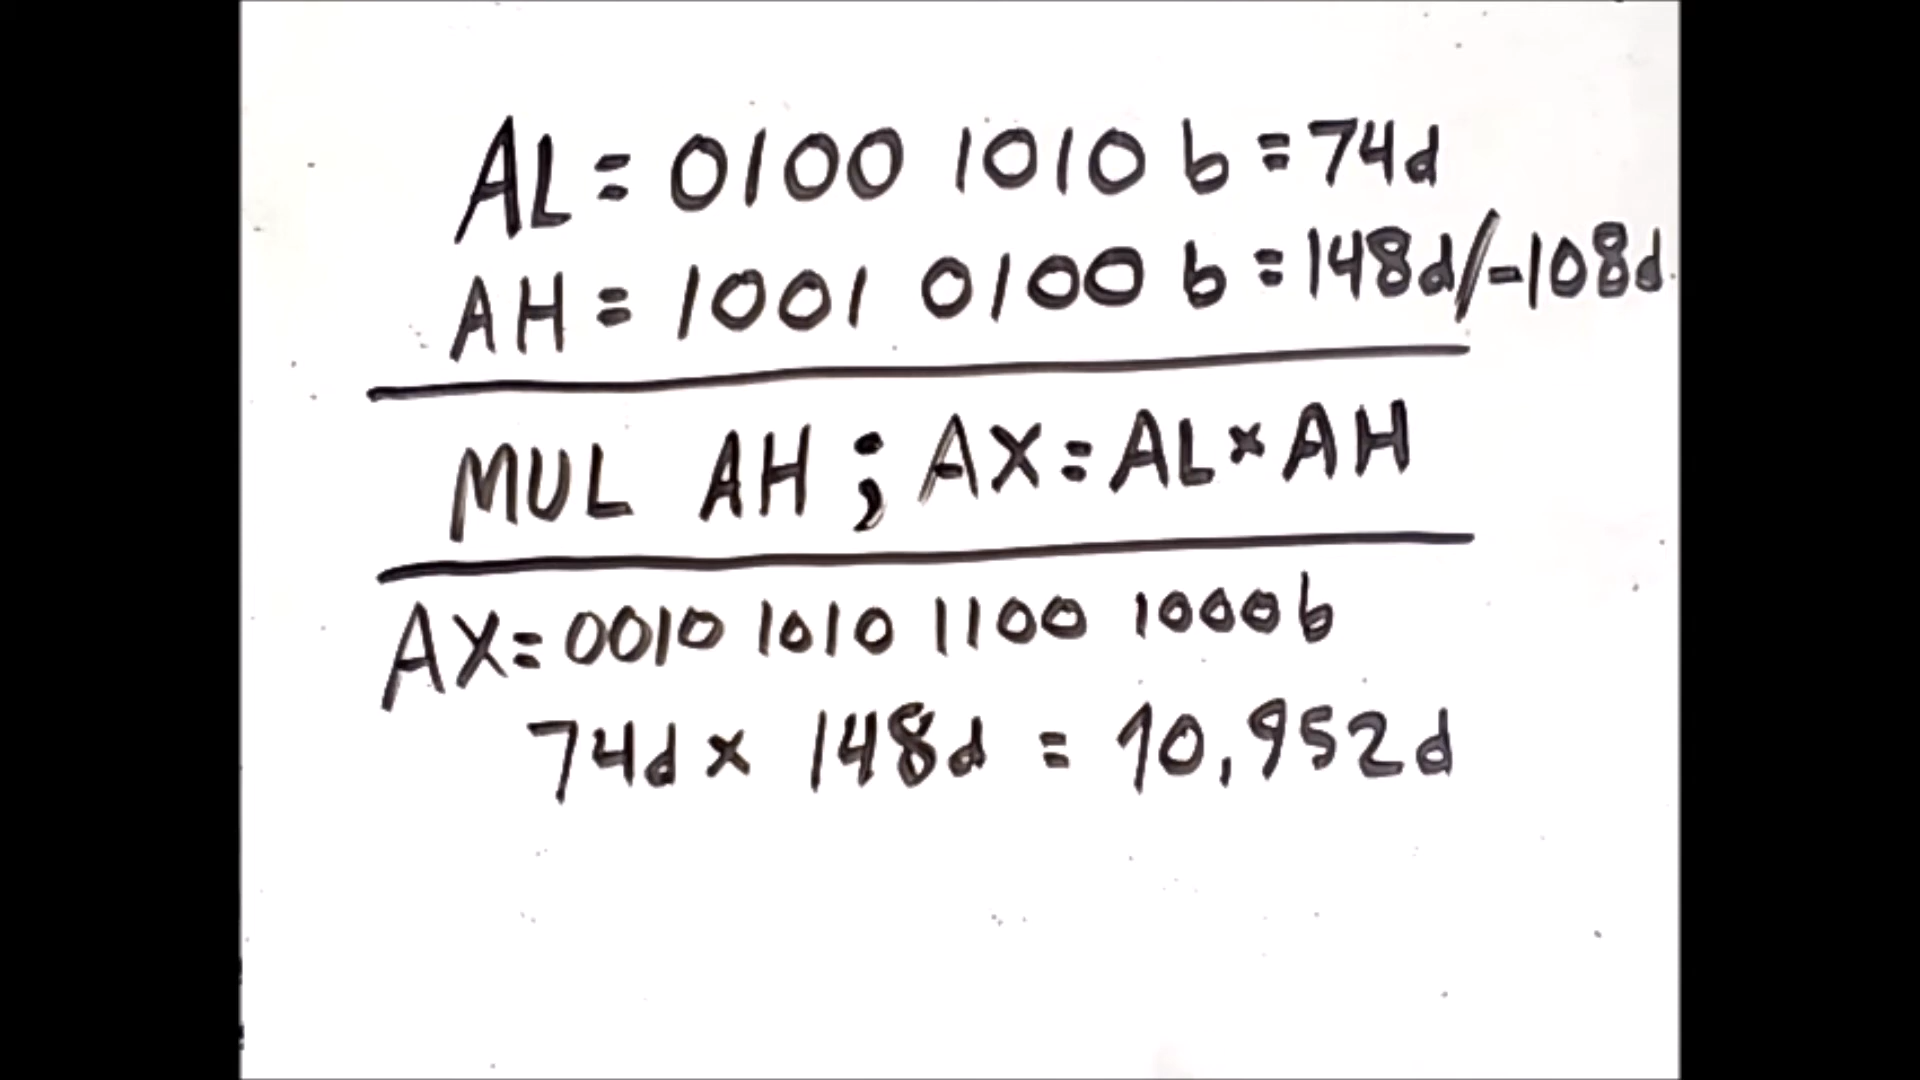 AL = 0100 1010 b = 74d
AH = 1001 0100 b = 148d/-108d
MUL AH ; AX = AL × AH
AX = 0010 1010 1100 1000b
74d × 148d = 10,952d